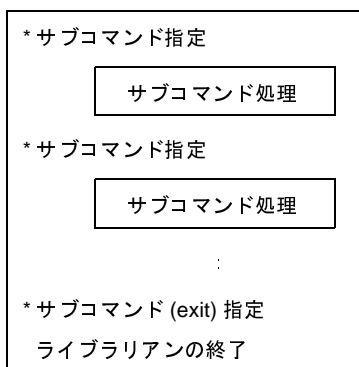 * サブコマンド指定
サブコマンド処理
* サブコマンド指定
サブコマンド処理
:
* サブコマンド (exit) 指定
ライブラリアンの終了